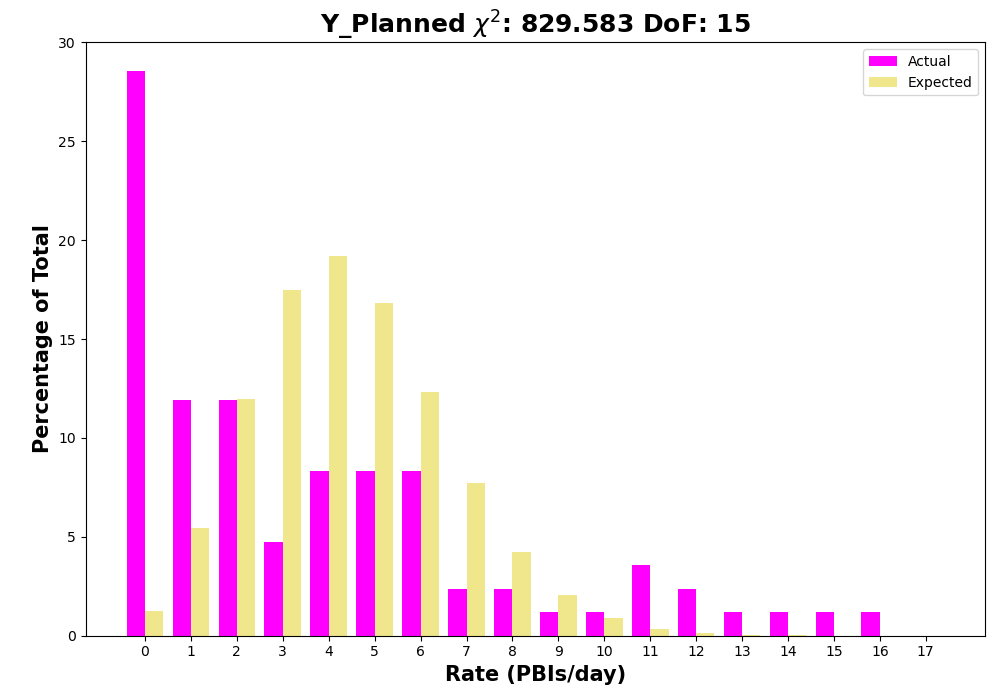 Y_Planned χ²: 829.583 DoF: 15
Actual
Expected
30
25
20
15
10
5
0
Percentage of Total
0 1 2 3 4 5 6 7 8 9 10 11 12 13 14 15 16 17
Rate (PBIs/day)